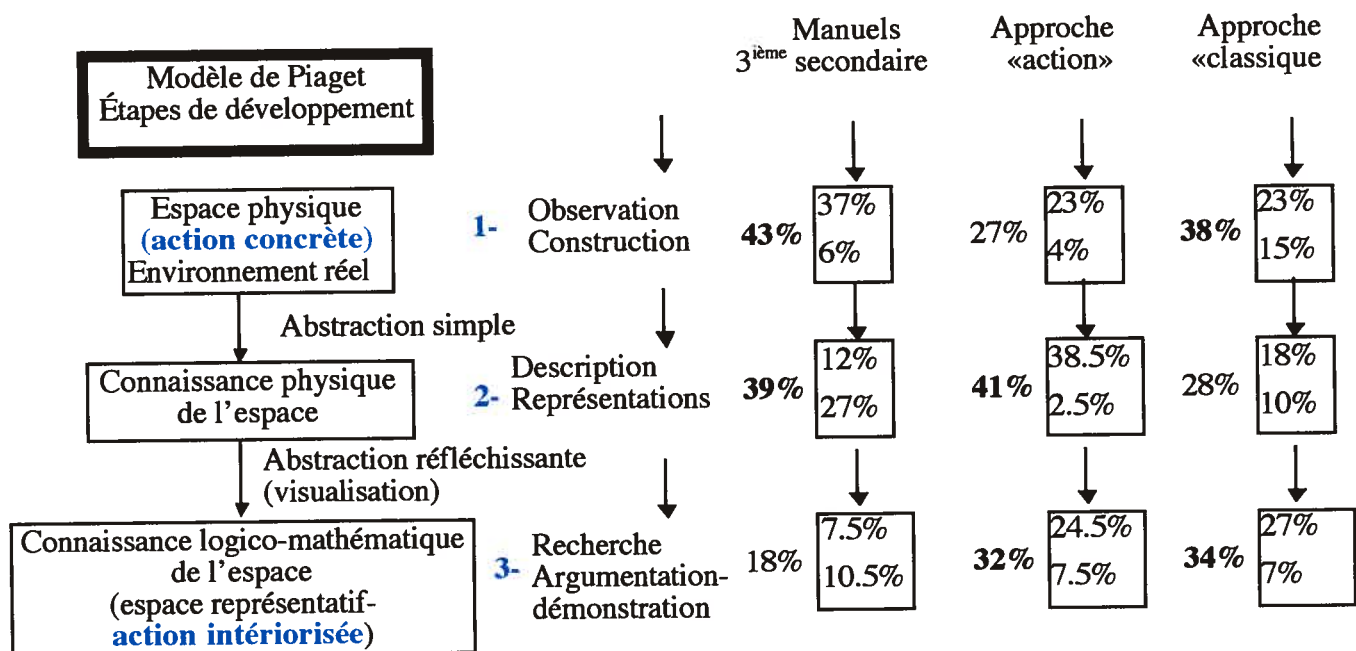 Manuels
3ième secondaire
Approche
«action»
Approche
«classique
Modèle de Piaget
Étapes de développement
Espace physique
(action concrète)
Environnement réel
1- Observation
Construction
43%
37%
6%
27%
23%
4%
38%
23%
15%
Abstraction simple
Connaissance physique
de l'espace
Description
2- Représentations
39%
12%
27%
41%
38.5%
2.5%
28%
18%
10%
Abstraction réfléchissante
(visualisation)
Connaissance logico-mathématique
de l'espace
(espace représentatif-
action intériorisée)
3- Recherche
Argumentation-
démonstration
18%
7.5%
10.5%
32%
24.5%
7.5%
34%
27%
7%